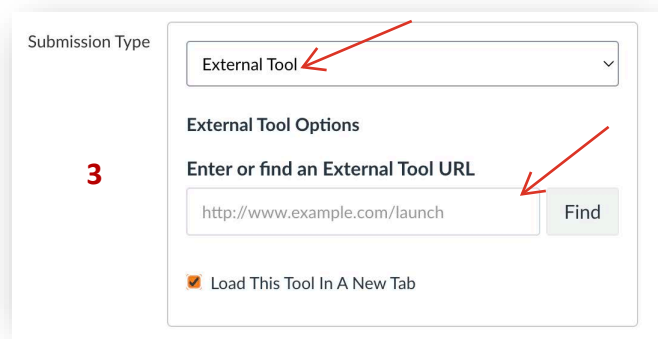 Submission Type
External Tool
External Tool Options
3
Enter or find an External Tool URL
http://www.example.com/launch Find
Load This Tool In A New Tab